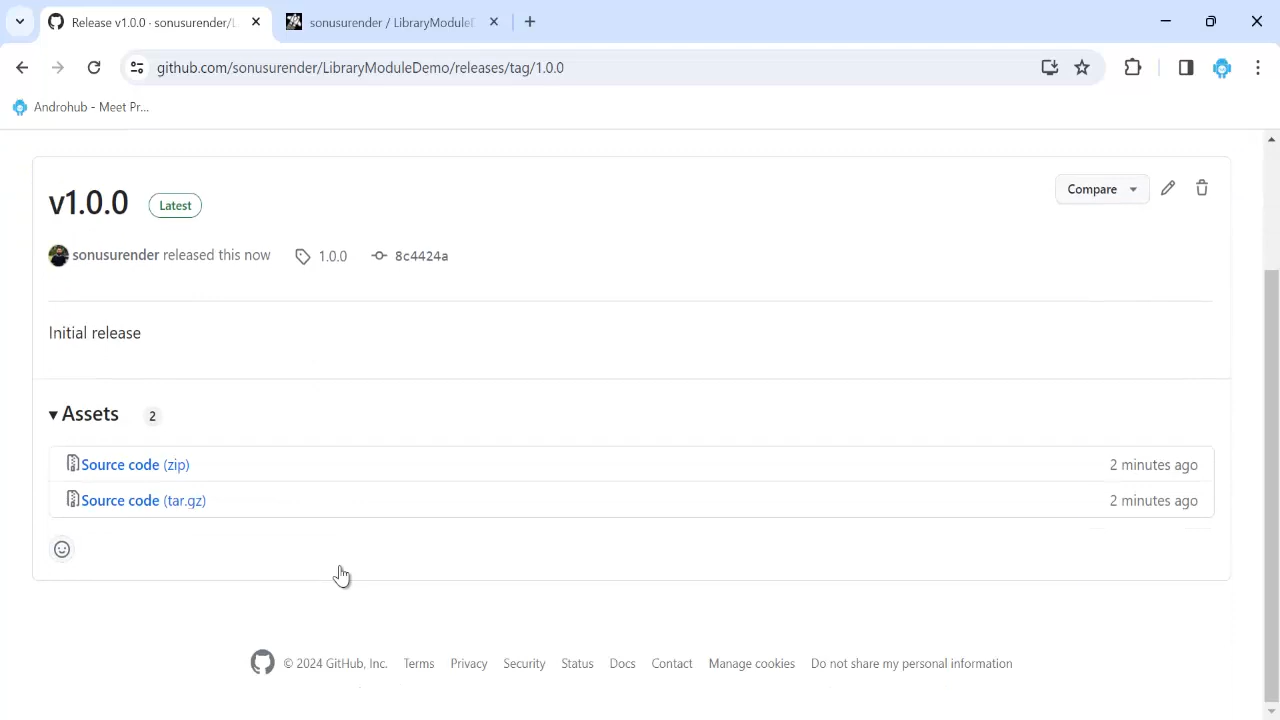 Release v1.0.0 · sonusurender/L
sonusurender / LibraryModuleD
github.com/sonusurender/LibraryModuleDemo/releases/tag/1.0.0
Androhub - Meet Pr...
v1.0.0 Latest
Compare
sonusurender released this now 1.0.0 8c4424a
Initial release
Assets 2
Source code (zip) 2 minutes ago
Source code (tar.gz) 2 minutes ago
© 2024 GitHub, Inc. Terms Privacy Security Status Docs Contact Manage cookies Do not share my personal information